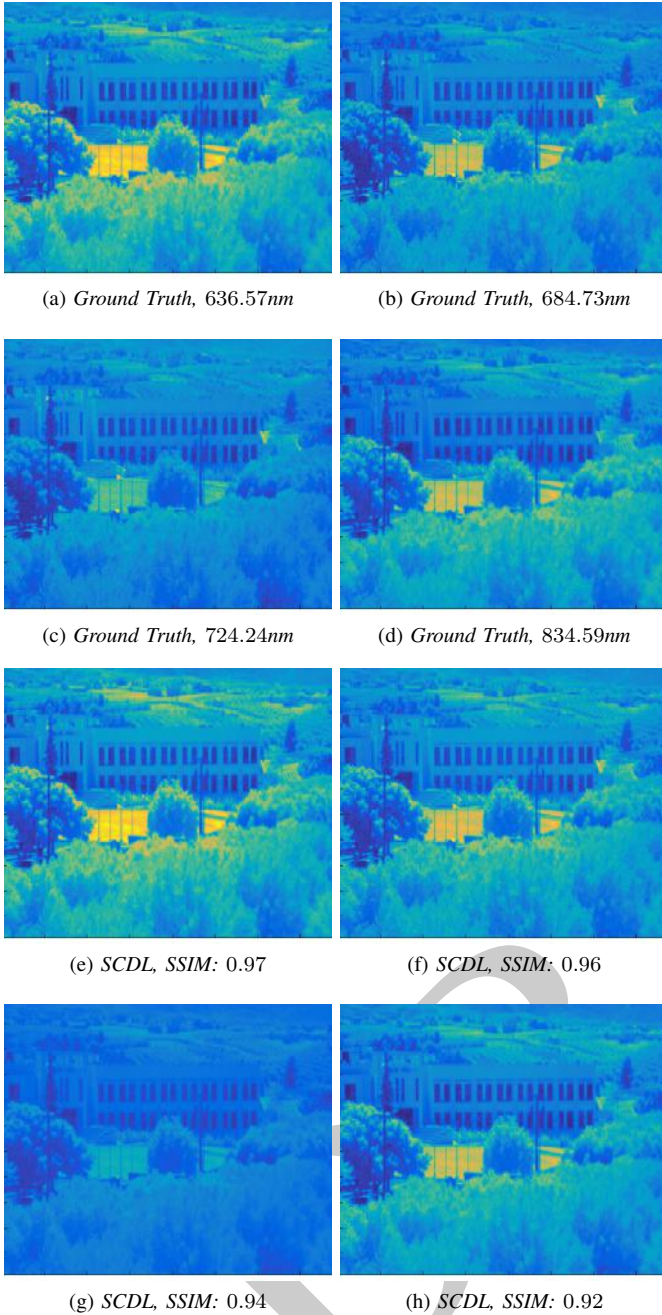 (a) Ground Truth, 636.57nm
(b) Ground Truth, 684.73nm
(c) Ground Truth, 724.24nm
(d) Ground Truth, 834.59nm
(e) SCDL, SSIM: 0.97
(f) SCDL, SSIM: 0.96
(g) SCDL, SSIM: 0.94
(h) SCDL, SSIM: 0.92